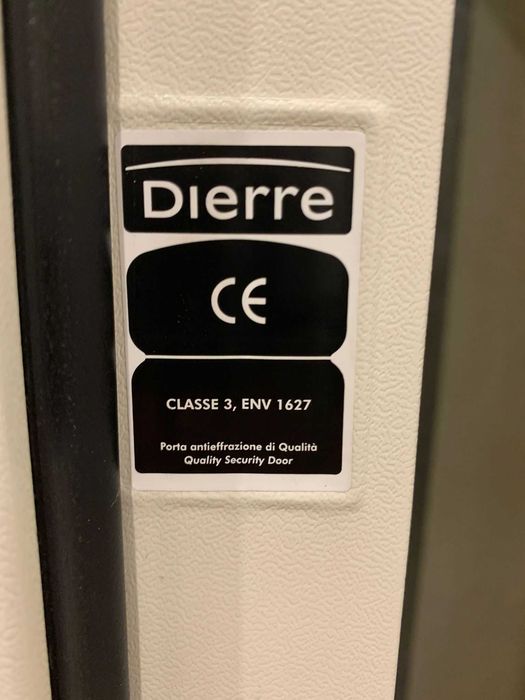 Dierre
CE
CLASSE 3, ENV 1627
Porta antieffrazione di Qualità
Quality Security Door